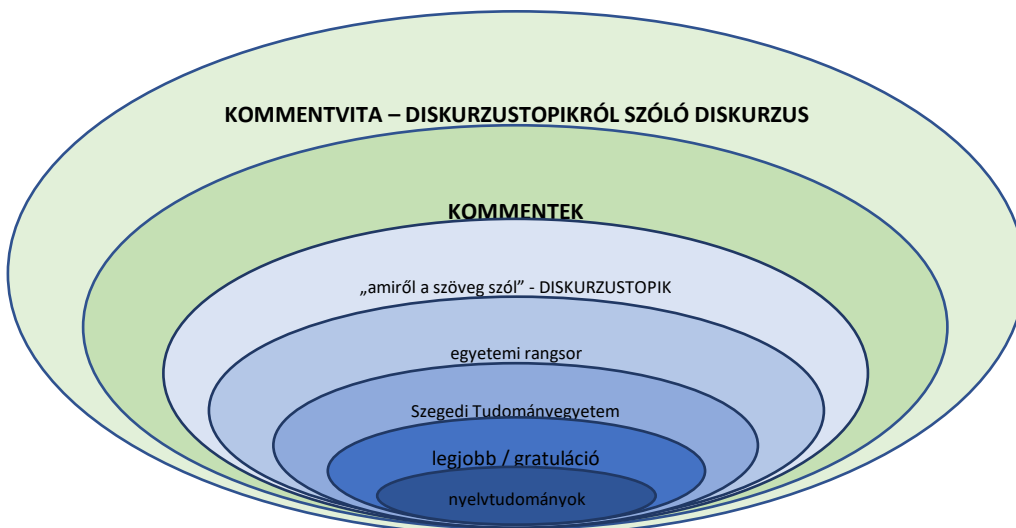 KOMMENTVITA – DISKURZUSTOPIKRÓL SZÓLÓ DISKURZUS
KOMMENTEK
„amiről a szöveg szól” - DISKURZUSTOPIK
egyetemi rangsor
Szegedi Tudományegyetem
legjobb / gratuláció
nyelvtudományok